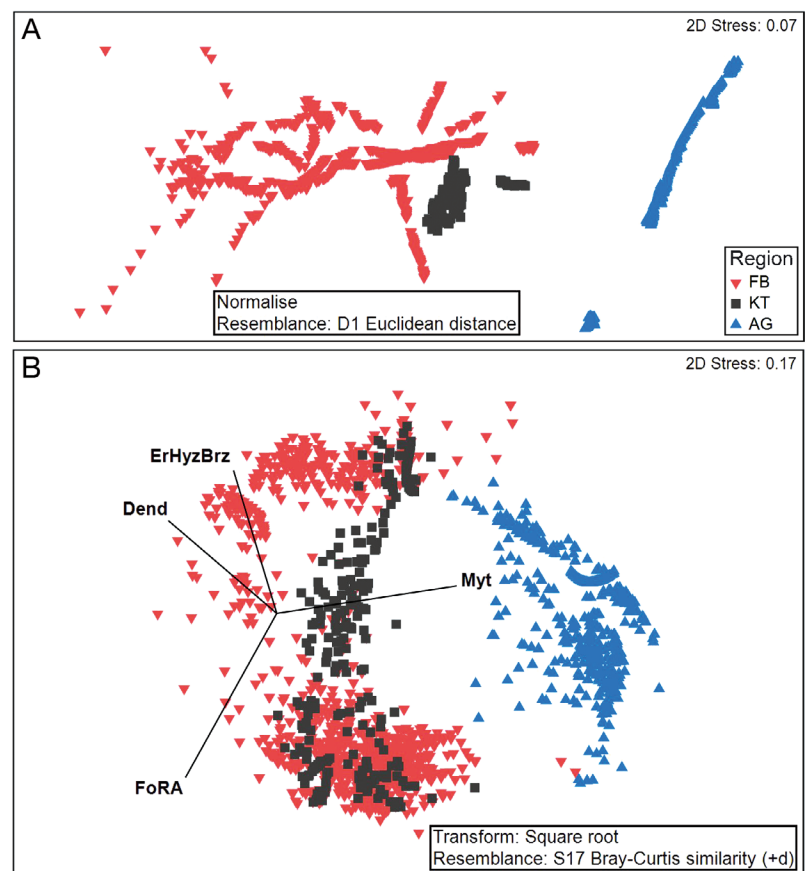 A
2D Stress: 0.07
Region
FB
KT
AG
Normalise
Resemblance: D1 Euclidean distance
B
2D Stress: 0.17
ErHyzBrz
Dend
Myt
FoRA
Transform: Square root
Resemblance: S17 Bray-Curtis similarity (+d)